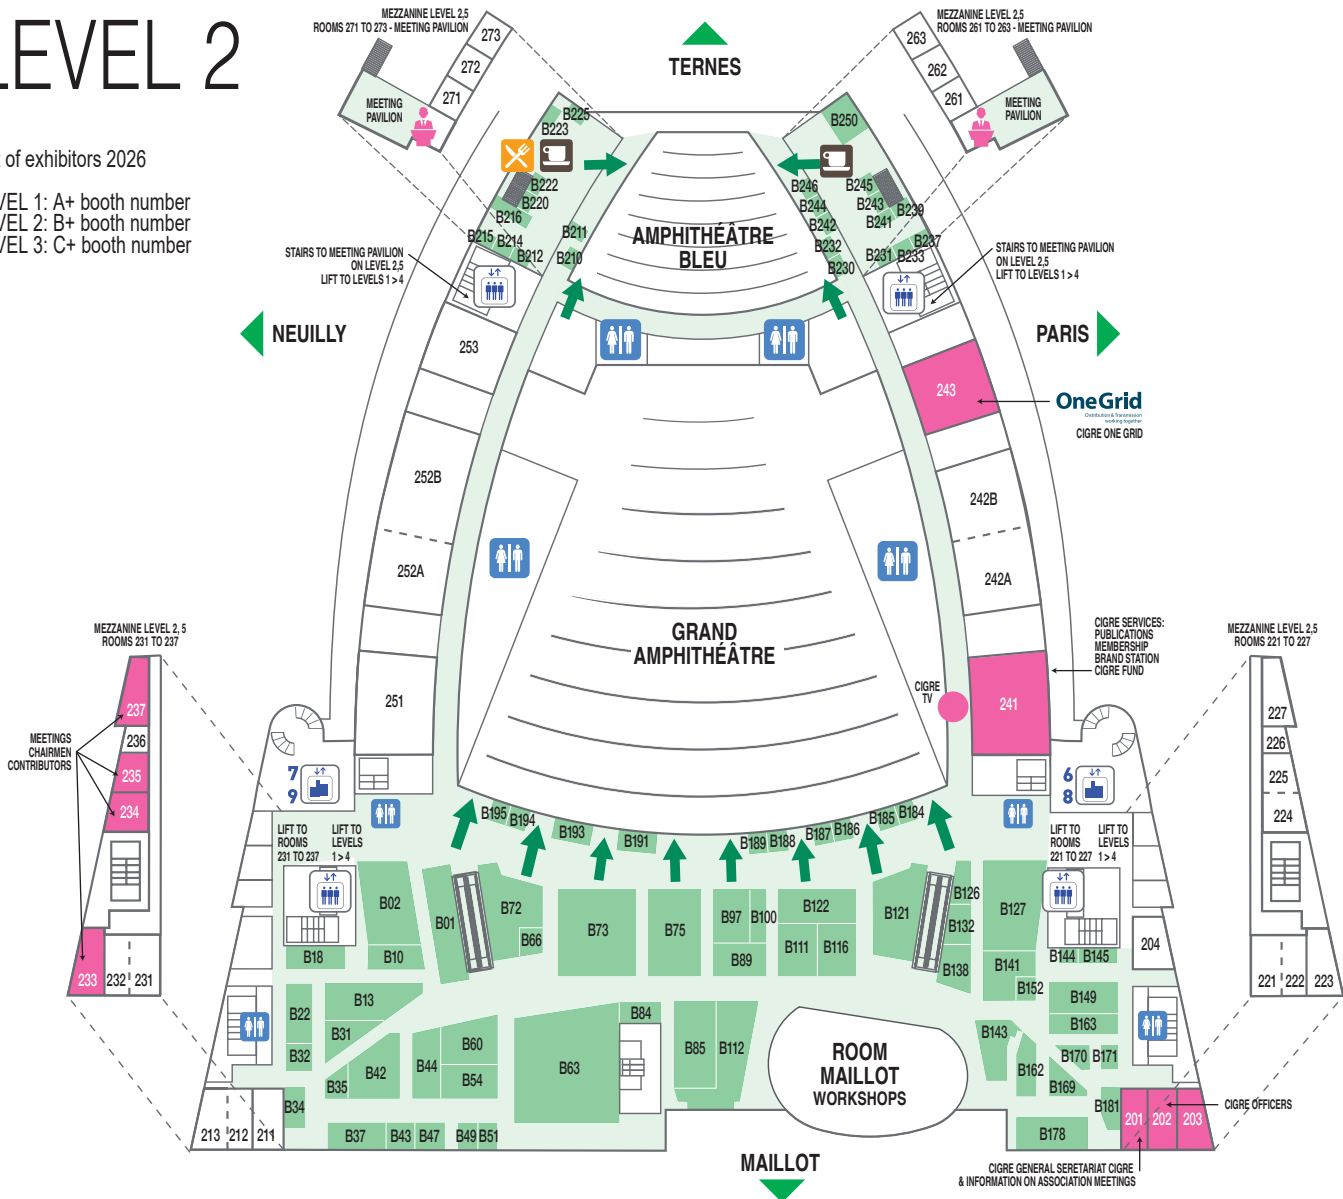 LEVEL 2
of exhibitors 2026
VEL 1: A+ booth number
VEL 2: B+ booth number
VEL 3: C+ booth number
MEZZANINE LEVEL 2,5
ROOMS 271 TO 273 - MEETING PAVILION
273
272
271
MEETING
PAVILION
TERNES
MEZZANINE LEVEL 2,5
ROOMS 261 TO 263 - MEETING PAVILION
263
262
261
MEETING
PAVILION
B225
B223
B222
B220
B216
B215
B214
B212
B211
B210
B250
B246
B245
B244
B243
B242
B241
B239
B237
B232
B231
B233
B230
AMPHITHÉÂTRE
BLEU
STAIRS TO MEETING PAVILION
ON LEVEL 2,5
LIFT TO LEVELS 1 > 4
STAIRS TO MEETING PAVILION
ON LEVEL 2,5
LIFT TO LEVELS 1 > 4
NEUILLY
PARIS
253
243
OneGrid
Distribution & Transmission
working together
CIGRE ONE GRID
252B
252A
251
242B
242A
241
GRAND
AMPHITHÉÂTRE
CIGRE
TV
CIGRE SERVICES:
PUBLICATIONS
MEMBERSHIP
BRAND STATION
CIGRE FUND
MEZZANINE LEVEL 2, 5
ROOMS 231 TO 237
237
236
235
234
233
232
231
MEETINGS
CHAIRMEN
CONTRIBUTORS
MEZZANINE LEVEL 2,5
ROOMS 221 TO 227
227
226
225
224
221
222
223
7
9
6
8
LIFT TO
ROOMS
231 TO 237
LIFT TO
LEVELS
1 > 4
LIFT TO
ROOMS
221 TO 227
LIFT TO
LEVELS
1 > 4
B195
B194
B193
B191
B189
B188
B187
B186
B185
B184
B02
B01
B72
B66
B73
B75
B97
B100
B89
B122
B111
B116
B121
B126
B132
B138
B127
B141
B152
B144
B145
204
B18
B10
B13
B22
B31
B32
B35
B42
B44
B60
B54
B34
B63
B84
B85
B112
B143
B149
B163
B162
B170
B171
B169
B181
B178
ROOM
MAILLOT
WORKSHOPS
213
212
211
B37
B43
B47
B49
B51
201
202
203
CIGRE OFFICERS
CIGRE GENERAL SERETARIAT CIGRE
& INFORMATION ON ASSOCIATION MEETINGS
MAILLOT